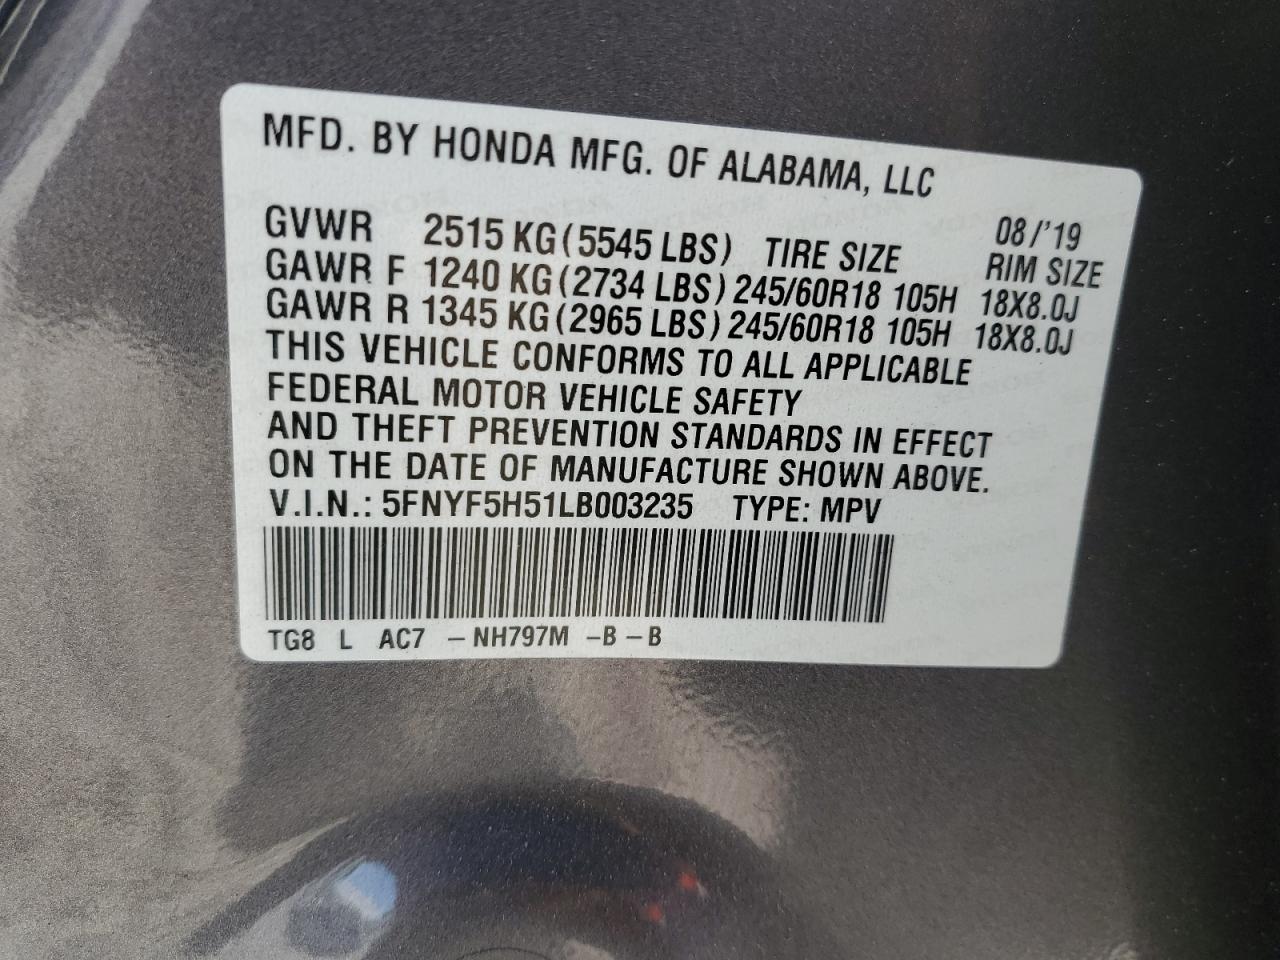 MFD. BY HONDA MFG. OF ALABAMA, LLC
08/'19
GVWR 2515 KG (5545 LBS) TIRE SIZE RIM SIZE
GAWR F 1240 KG (2734 LBS) 245/60R18 105H 18X8.0J
GAWR R 1345 KG (2965 LBS) 245/60R18 105H 18X8.0J
THIS VEHICLE CONFORMS TO ALL APPLICABLE
FEDERAL MOTOR VEHICLE SAFETY
AND THEFT PREVENTION STANDARDS IN EFFECT
ON THE DATE OF MANUFACTURE SHOWN ABOVE.
V.I.N.: 5FNYF5H51LB003235 TYPE: MPV
TG8 L AC7 – NH797M – B – B